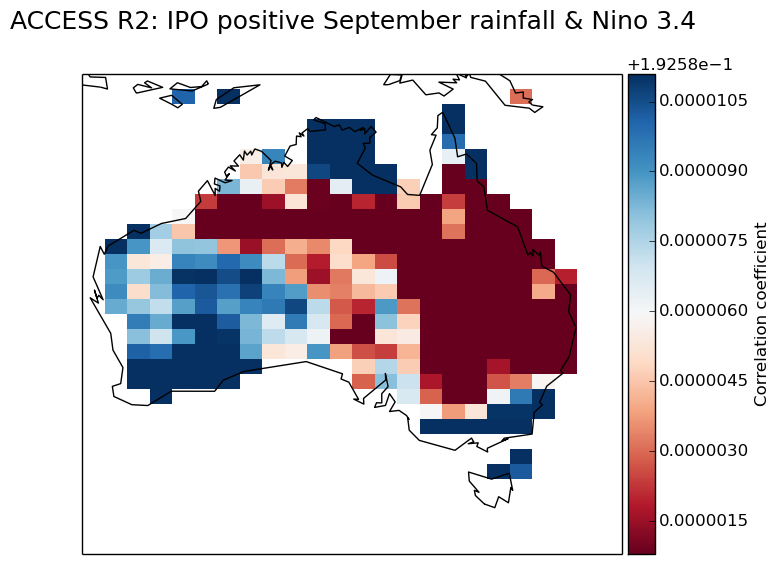 ACCESS R2: IPO positive September rainfall & Nino 3.4
+1.9258e−1
0.0000105
0.0000090
0.0000075
0.0000060
0.0000045
0.0000030
0.0000015
Correlation coefficient